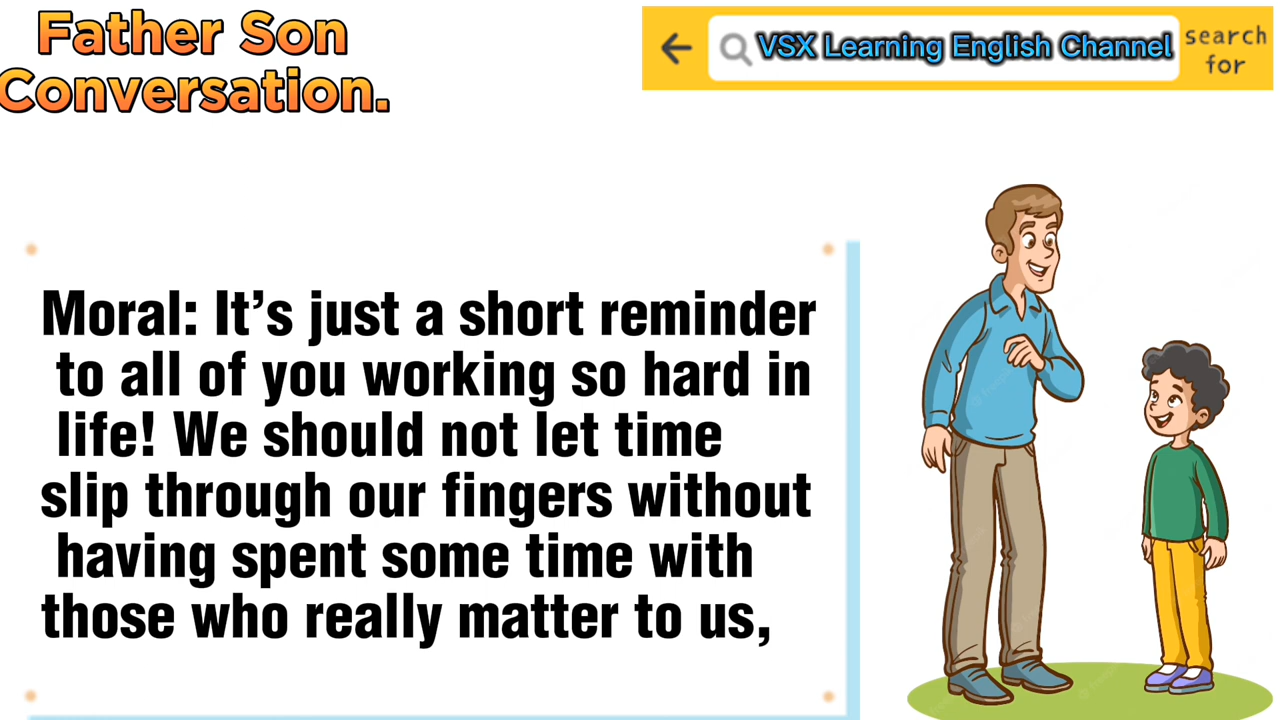 Father Son
Conversation.
VSX Learning English Channel
search
for
Moral: It's just a short reminder
to all of you working so hard in
life! We should not let time
slip through our fingers without
having spent some time with
those who really matter to us,